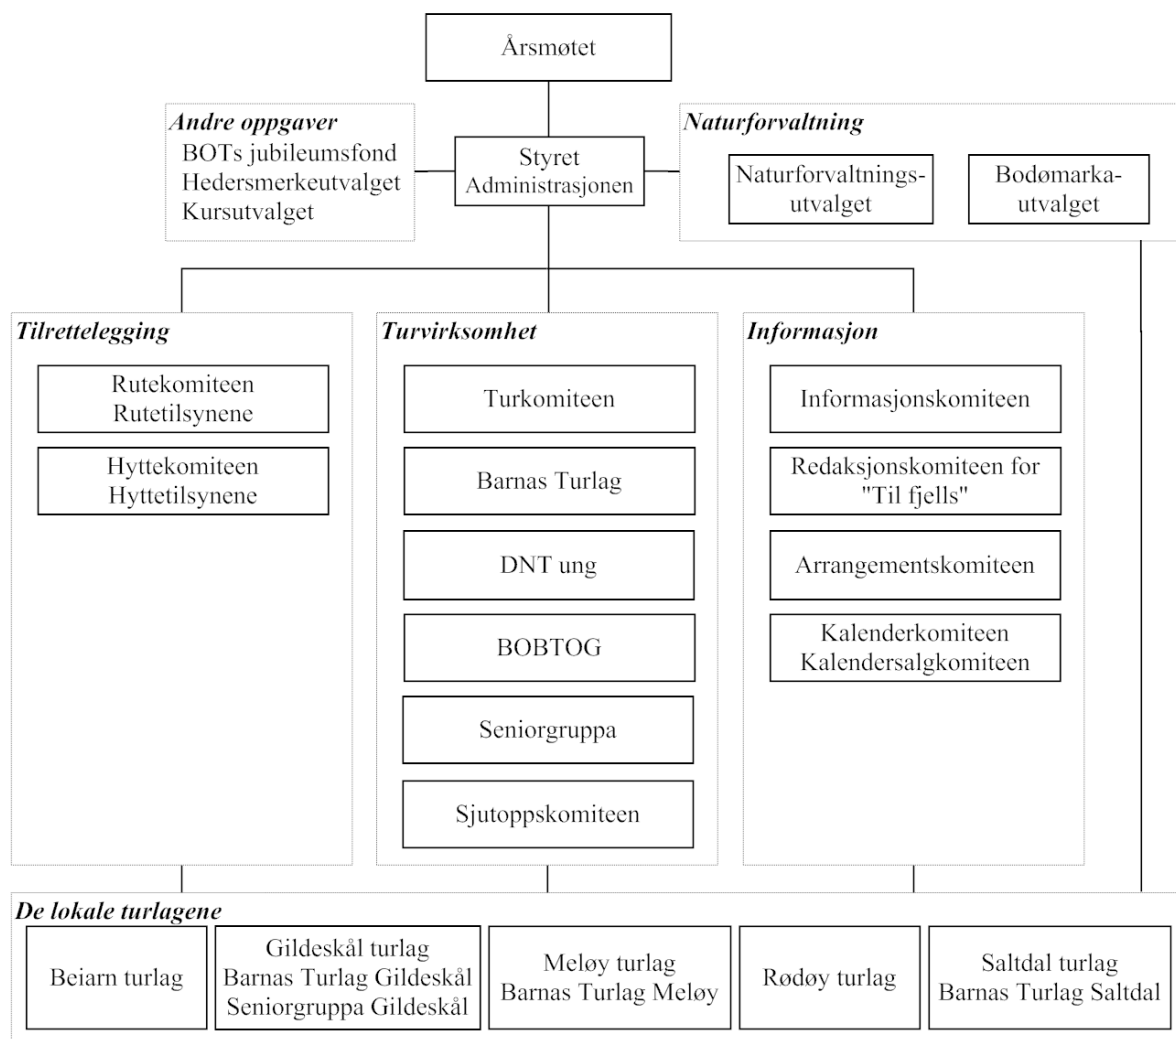 Årsmøtet
Andre oppgaver
BOTs jubileumsfond
Hedersmerkeutvalget
Kursutvalget
Styret
Administrasjonen
Naturforvaltning
Naturforvaltnings-
utvalget
Bodømarka-
utvalget
Tilrettelegging
Rutekomiteen
Rutetilsynene
Hyttekomiteen
Hyttetilsynene
Turvirksomhet
Turkomiteen
Barnas Turlag
DNT ung
BOBTOG
Seniorgruppa
Sjutoppskomiteen
Informasjon
Informasjonskomiteen
Redaksjonskomiteen for
"Til fjells"
Arrangementskomiteen
Kalenderkomiteen
Kalendersalgkomiteen
De lokale turlagene
Beiarn turlag
Gildeskål turlag
Barnas Turlag Gildeskål
Seniorgruppa Gildeskål
Meløy turlag
Barnas Turlag Meløy
Rødøy turlag
Saltdal turlag
Barnas Turlag Saltdal